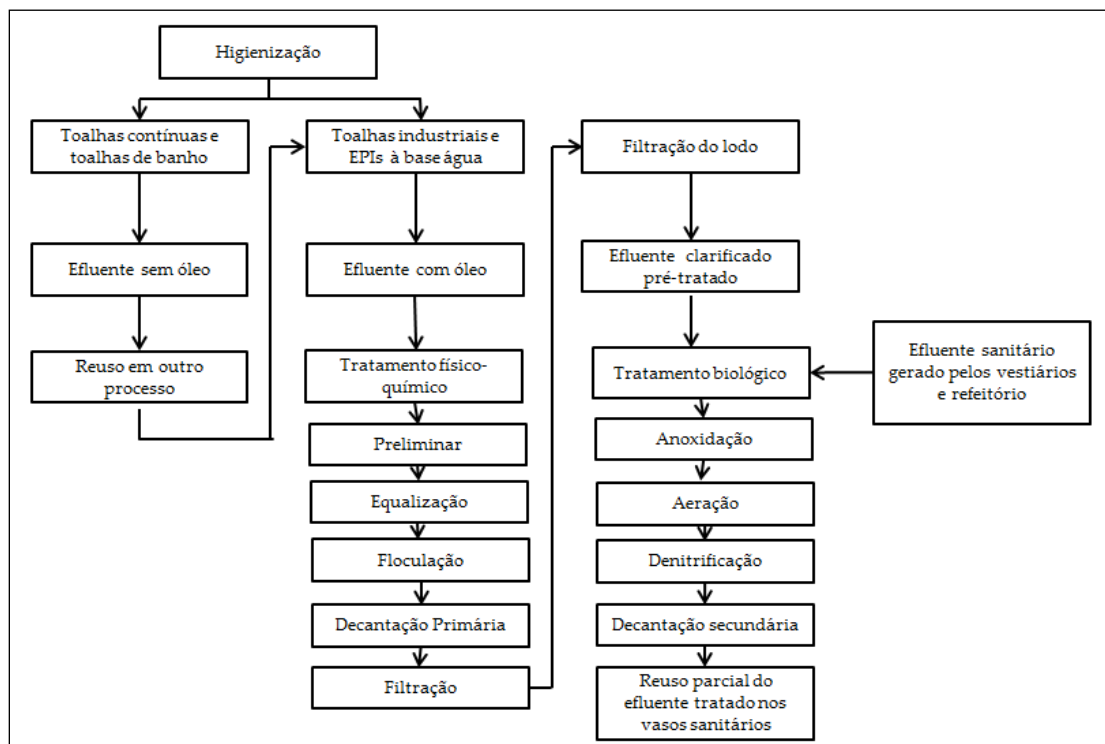 Higienização
Toalhas contínuas e
toalhas de banho
Efluente sem óleo
Reuso em outro
processo
Toalhas industriais e
EPIs à base água
Efluente com óleo
Tratamento físico-
químico
Preliminar
Equalização
Floculação
Decantação Primária
Filtração
Filtração do lodo
Efluente clarificado
pré-tratado
Tratamento biológico
Efluente sanitário
gerado pelos vestiários
e refeitório
Anoxidação
Aeração
Denitrificação
Decantação secundária
Reuso parcial do
efluente tratado nos
vasos sanitários